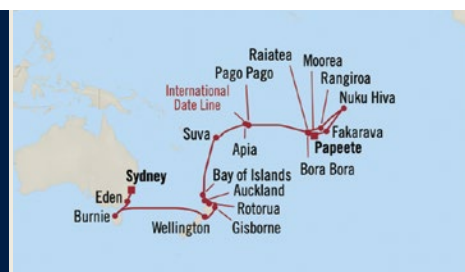 Raiatea
Moorea
Pago Pago
Rangiroa
International
Date Line
Nuku Hiva
Suva
Fakarava
Apia
Papeete
Bora Bora
Sydney
Bay of Islands
Auckland
Eden
Rotorua
Burnie
Wellington
Gisborne